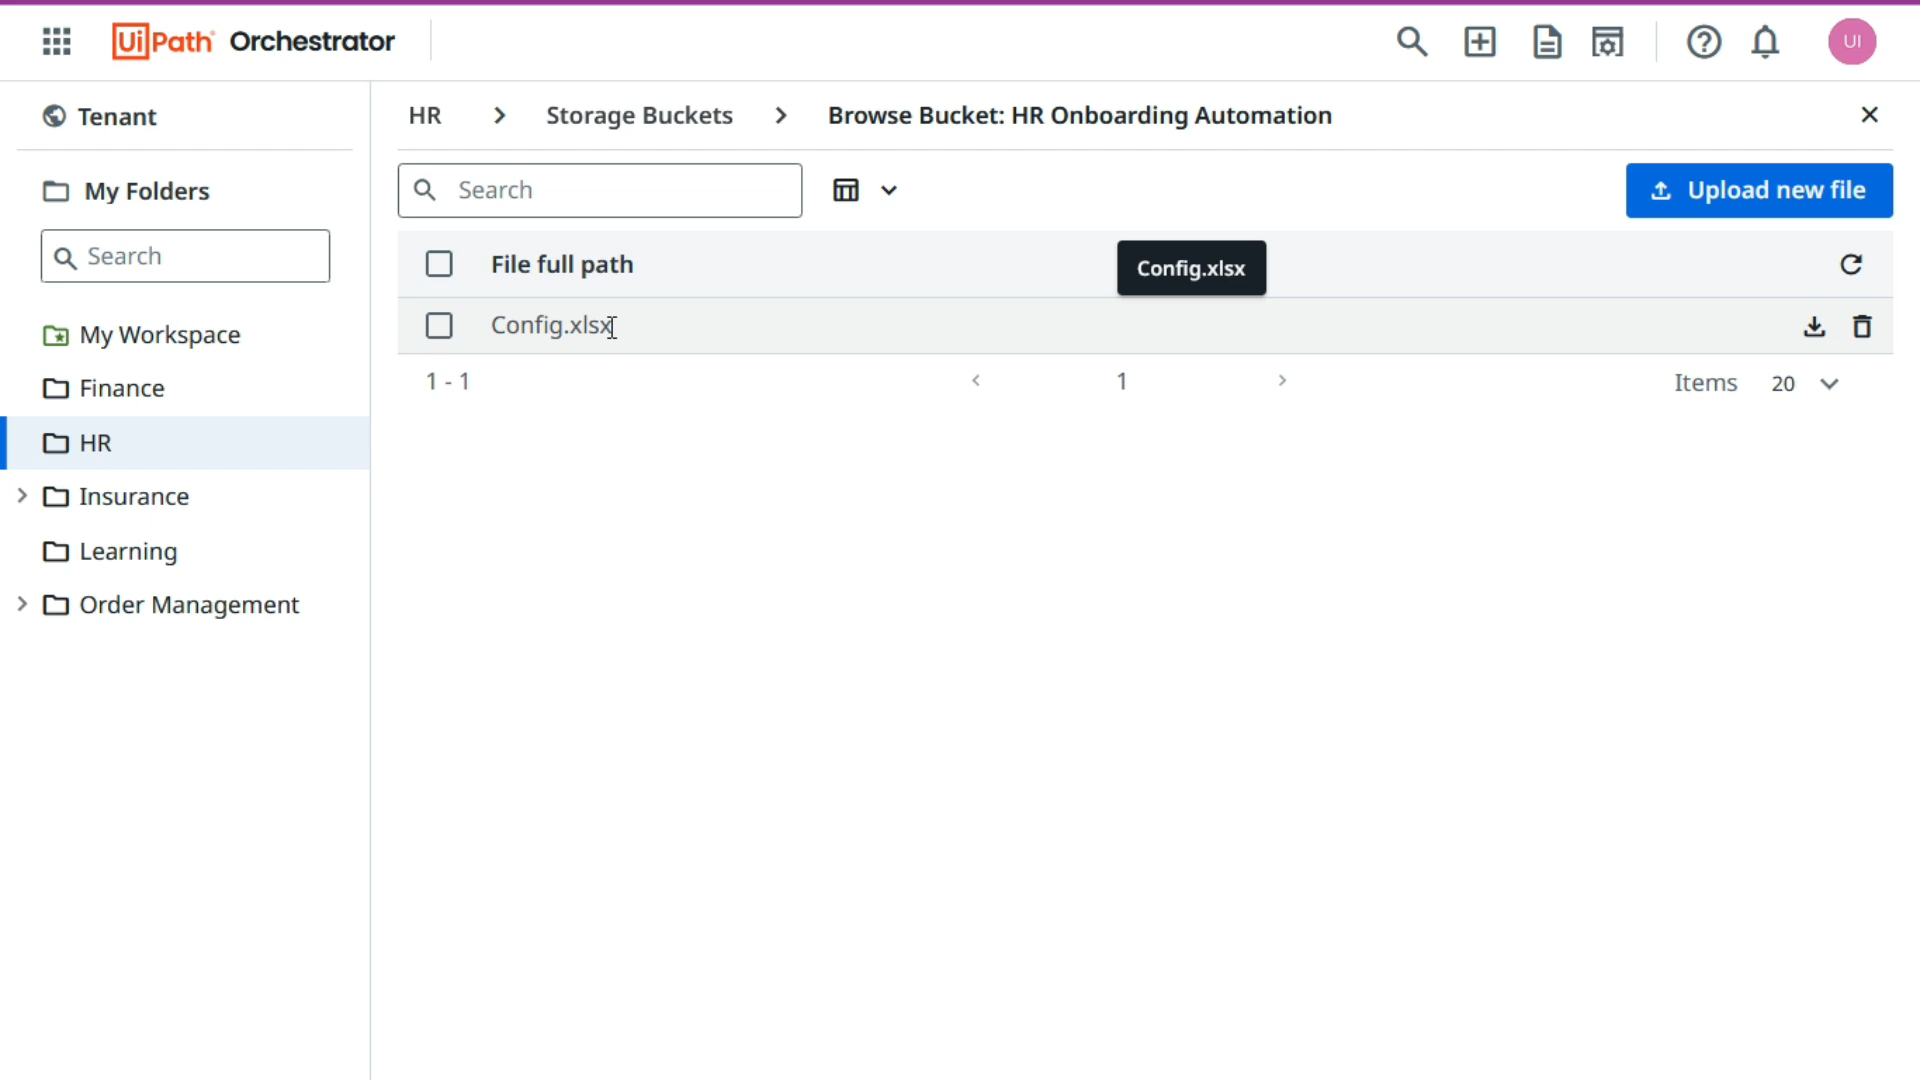 UiPath Orchestrator
UI
Tenant
My Folders
Search
My Workspace
Finance
HR
Insurance
Learning
Order Management
HR > Storage Buckets > Browse Bucket: HR Onboarding Automation
Search
Upload new file
File full path
Config.xlsx
Config.xlsx
1 - 1
1
Items 20